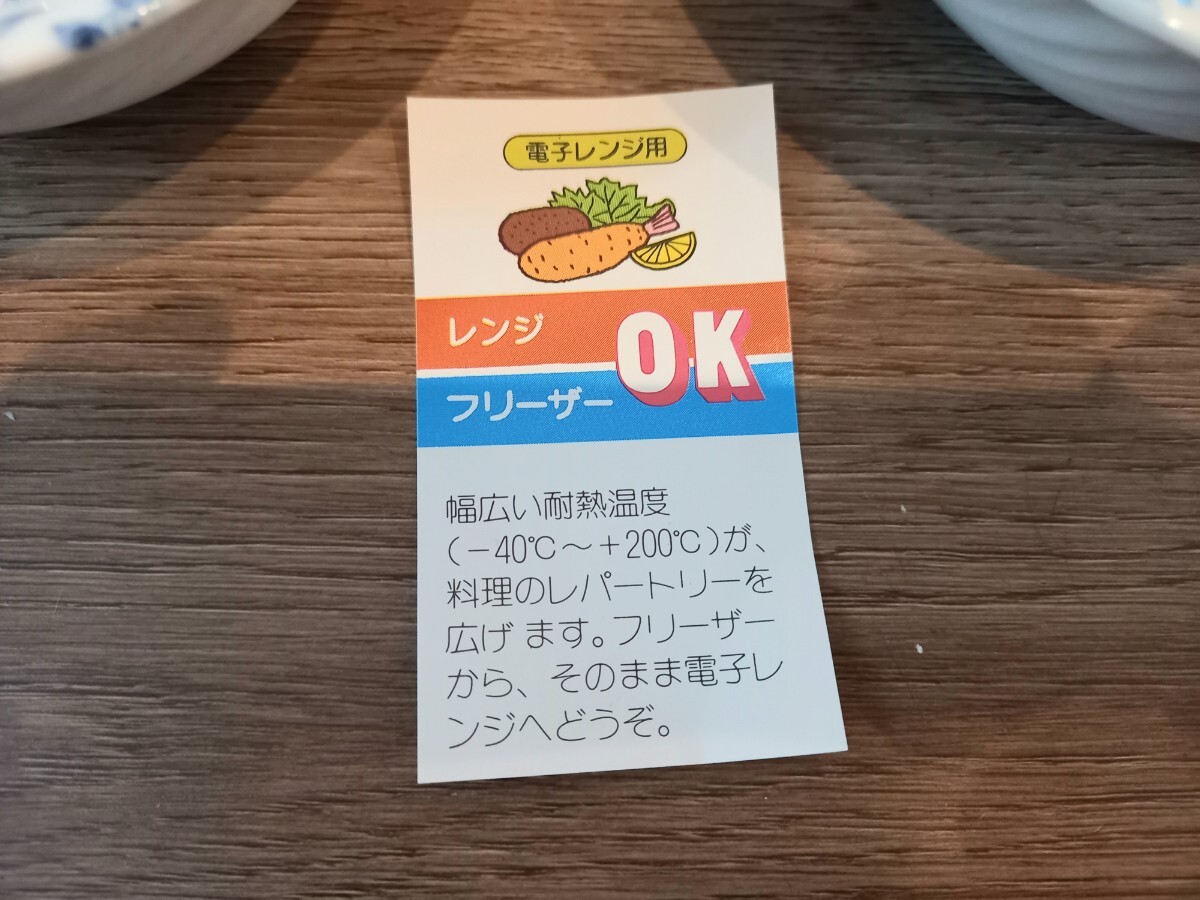 電子レンジ用
レンジ
OK
フリーザー
幅広い耐熱温度
(－40℃～＋200℃)が、
料理のレパートリーを
広げ ます。フリーザー
から、そのまま電子レ
ンジへどうぞ。